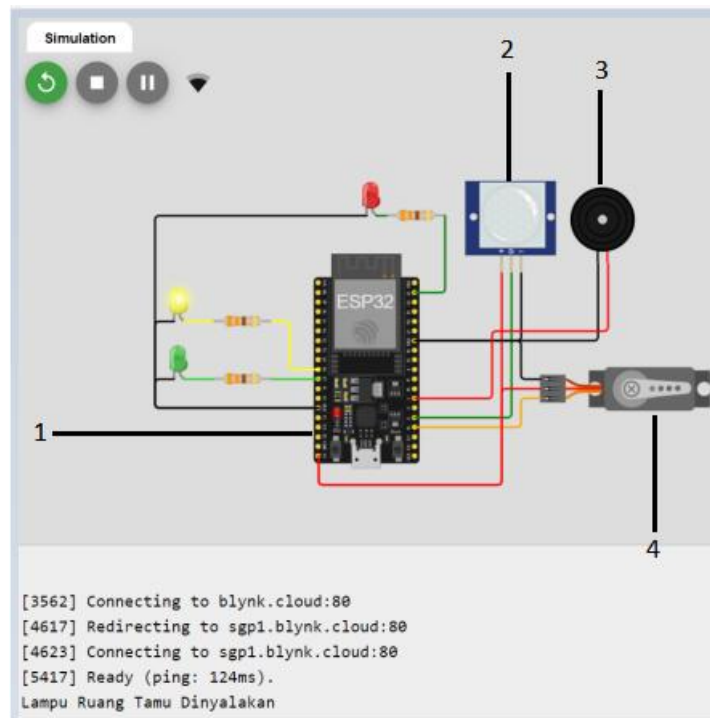 Simulation
2
3
ESP32
1
4
[3562] Connecting to blynk.cloud:80
[4617] Redirecting to sgp1.blynk.cloud:80
[4623] Connecting to sgp1.blynk.cloud:80
[5417] Ready (ping: 124ms).
Lampu Ruang Tamu Dinyalakan